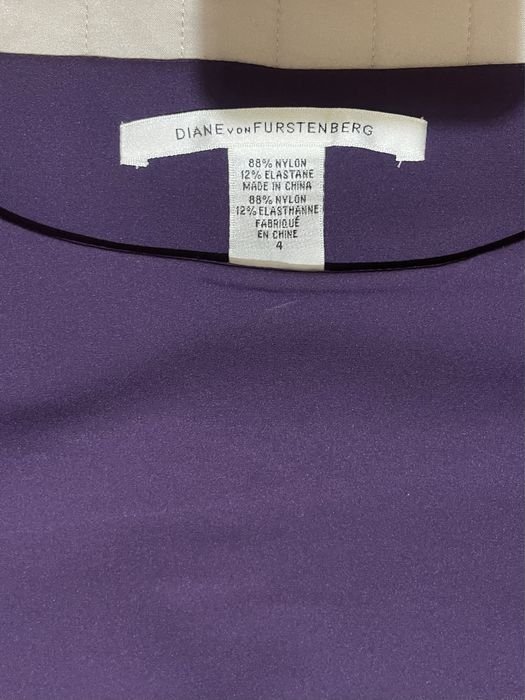 DIANE VON FURSTENBERG
88% NYLON
12% ELASTANE
MADE IN CHINA
88% NYLON
12% ELASTHANNE
FABRIQUÉ
EN CHINE
4